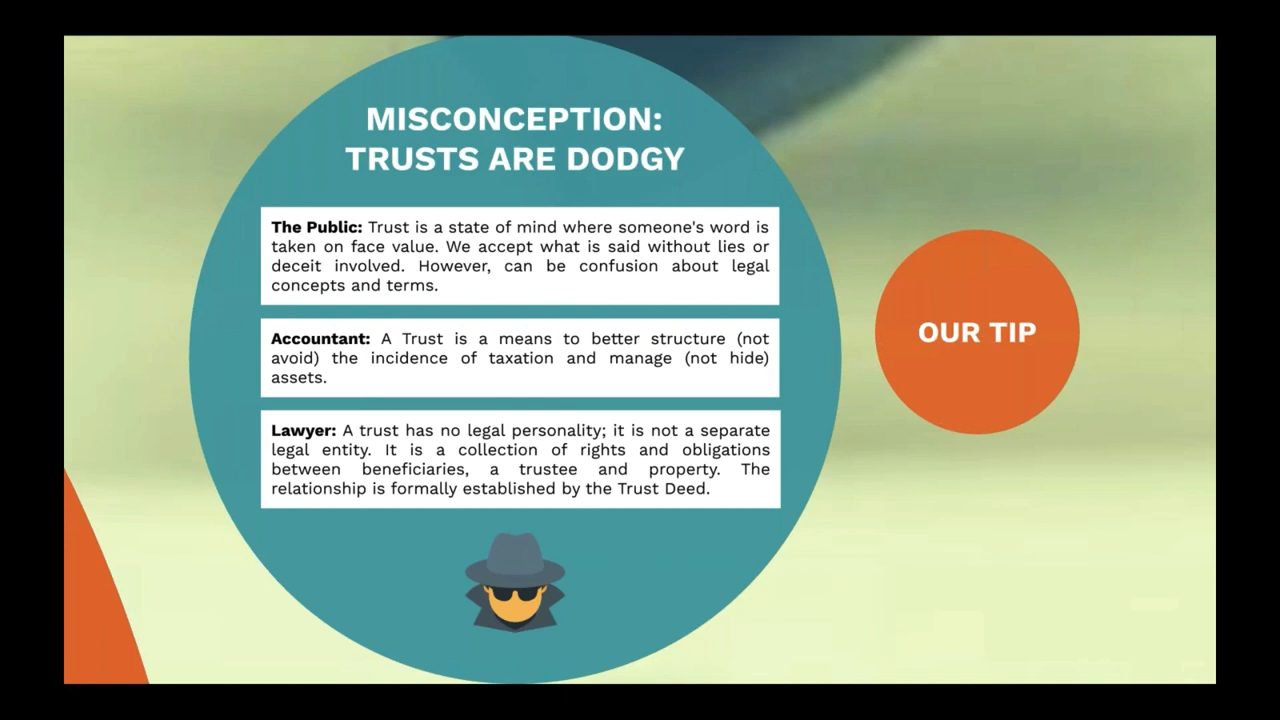 MISCONCEPTION:
TRUSTS ARE DODGY
The Public: Trust is a state of mind where someone's word is
taken on face value. We accept what is said without lies or
deceit involved. However, can be confusion about legal
concepts and terms.
Accountant: A Trust is a means to better structure (not
avoid) the incidence of taxation and manage (not hide)
assets.
Lawyer: A trust has no legal personality; it is not a separate
legal entity. It is a collection of rights and obligations
between beneficiaries, a trustee and property. The
relationship is formally established by the Trust Deed.
OUR TIP